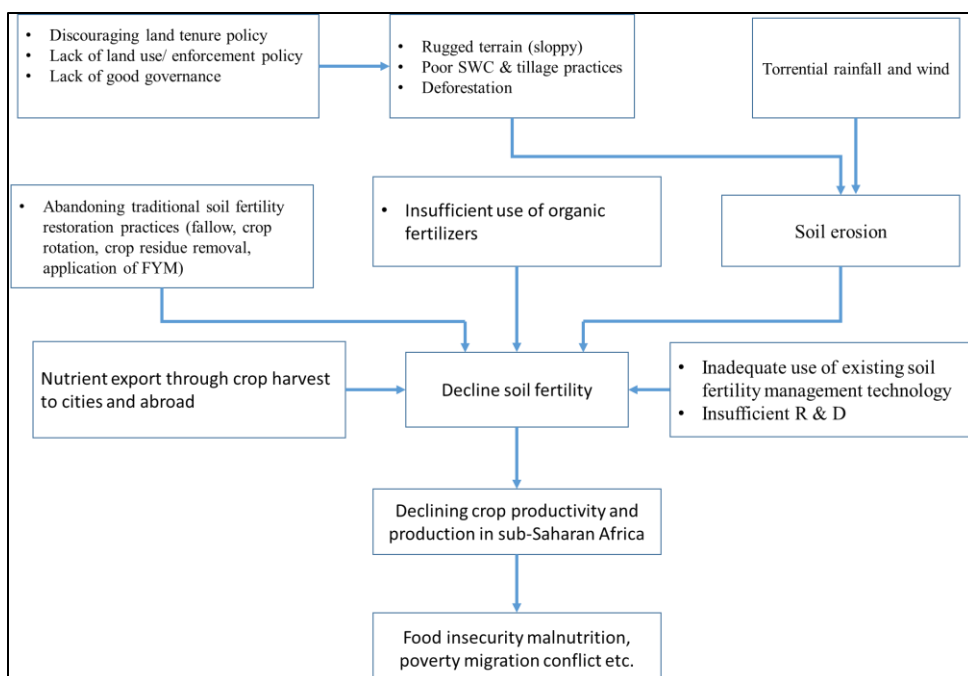 • Discouraging land tenure policy
• Lack of land use/ enforcement policy
• Lack of good governance
• Rugged terrain (sloppy)
• Poor SWC & tillage practices
• Deforestation
Torrential rainfall and wind
• Abandoning traditional soil fertility
restoration practices (fallow, crop
rotation, crop residue removal,
application of FYM)
• Insufficient use of organic
fertilizers
Soil erosion
Nutrient export through crop harvest
to cities and abroad
Decline soil fertility
• Inadequate use of existing soil
fertility management technology
• Insufficient R & D
Declining crop productivity and
production in sub-Saharan Africa
Food insecurity malnutrition,
poverty migration conflict etc.